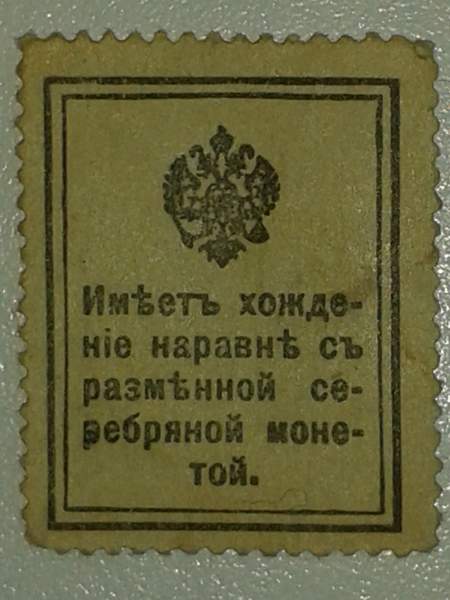 Имѣетъ хожде-
ніе наравнѣ съ
размѣнной се-
ребряной моне-
той.